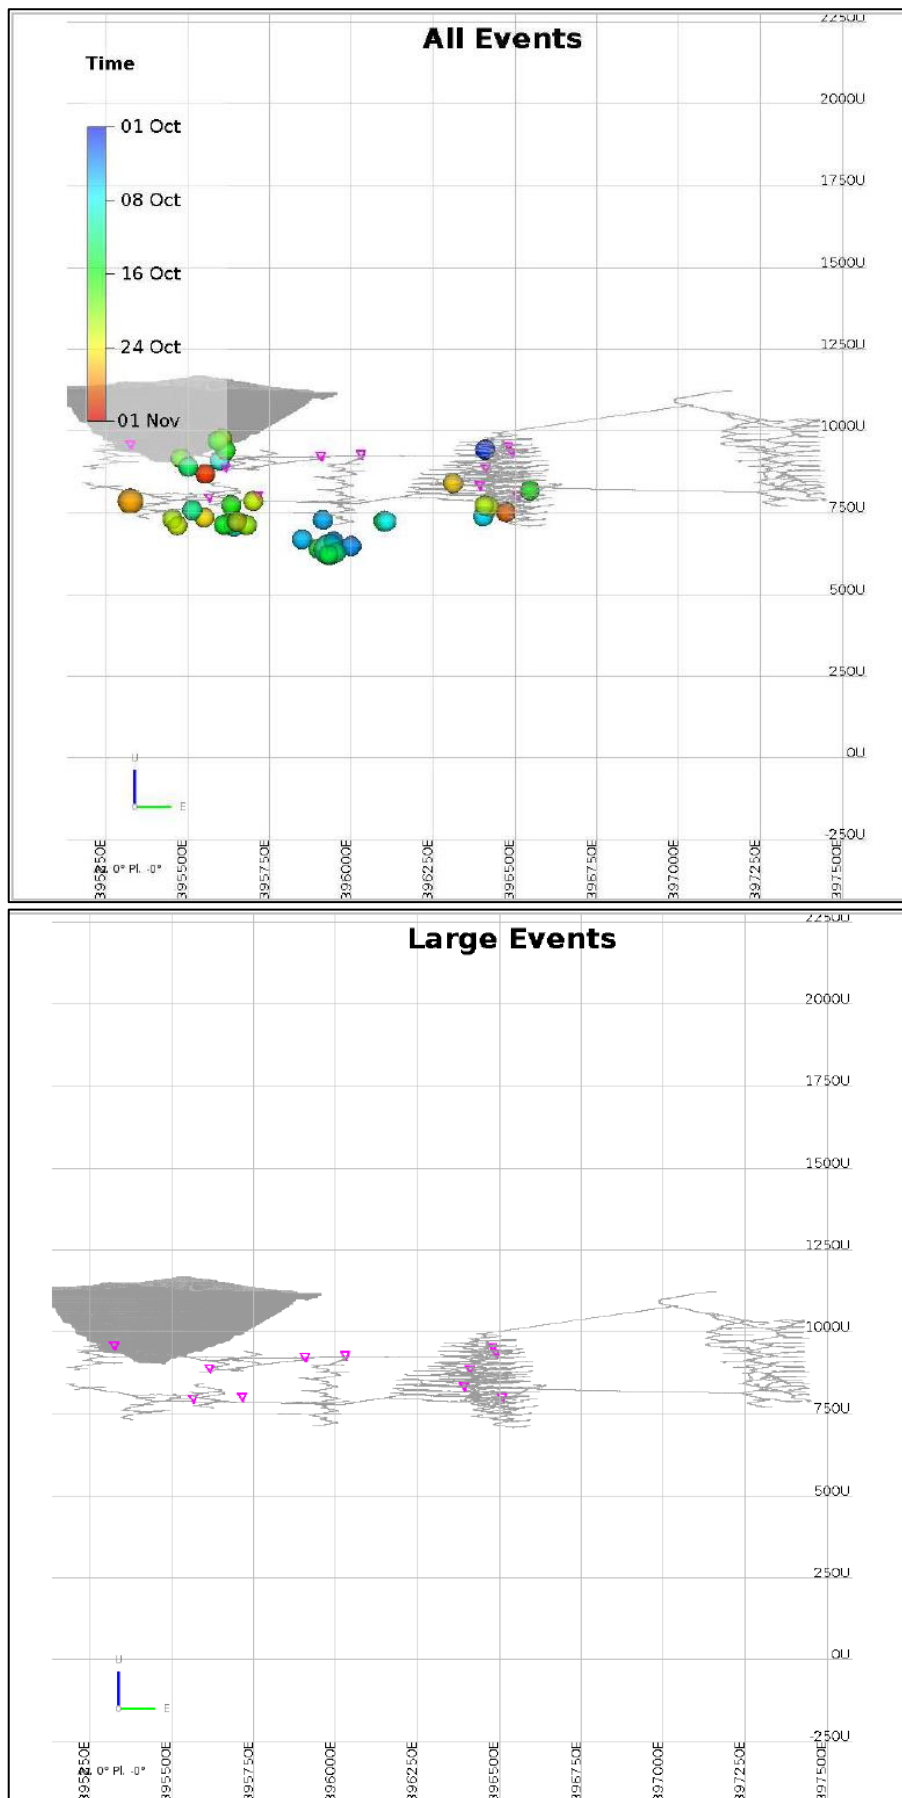 All Events
Time
01 Oct
08 Oct
16 Oct
24 Oct
01 Nov
2250U
2000U
1750U
1500U
1250U
1000U
750U
500U
250U
0U
-250U
U
E
Az. 0° Pl. -0°
395250E
395500E
395750E
396000E
396250E
396500E
396750E
397000E
397250E
397500E
Large Events
2250U
2000U
1750U
1500U
1250U
1000U
750U
500U
250U
0U
-250U
U
E
Az. 0° Pl. -0°
395250E
395500E
395750E
396000E
396250E
396500E
396750E
397000E
397250E
397500E